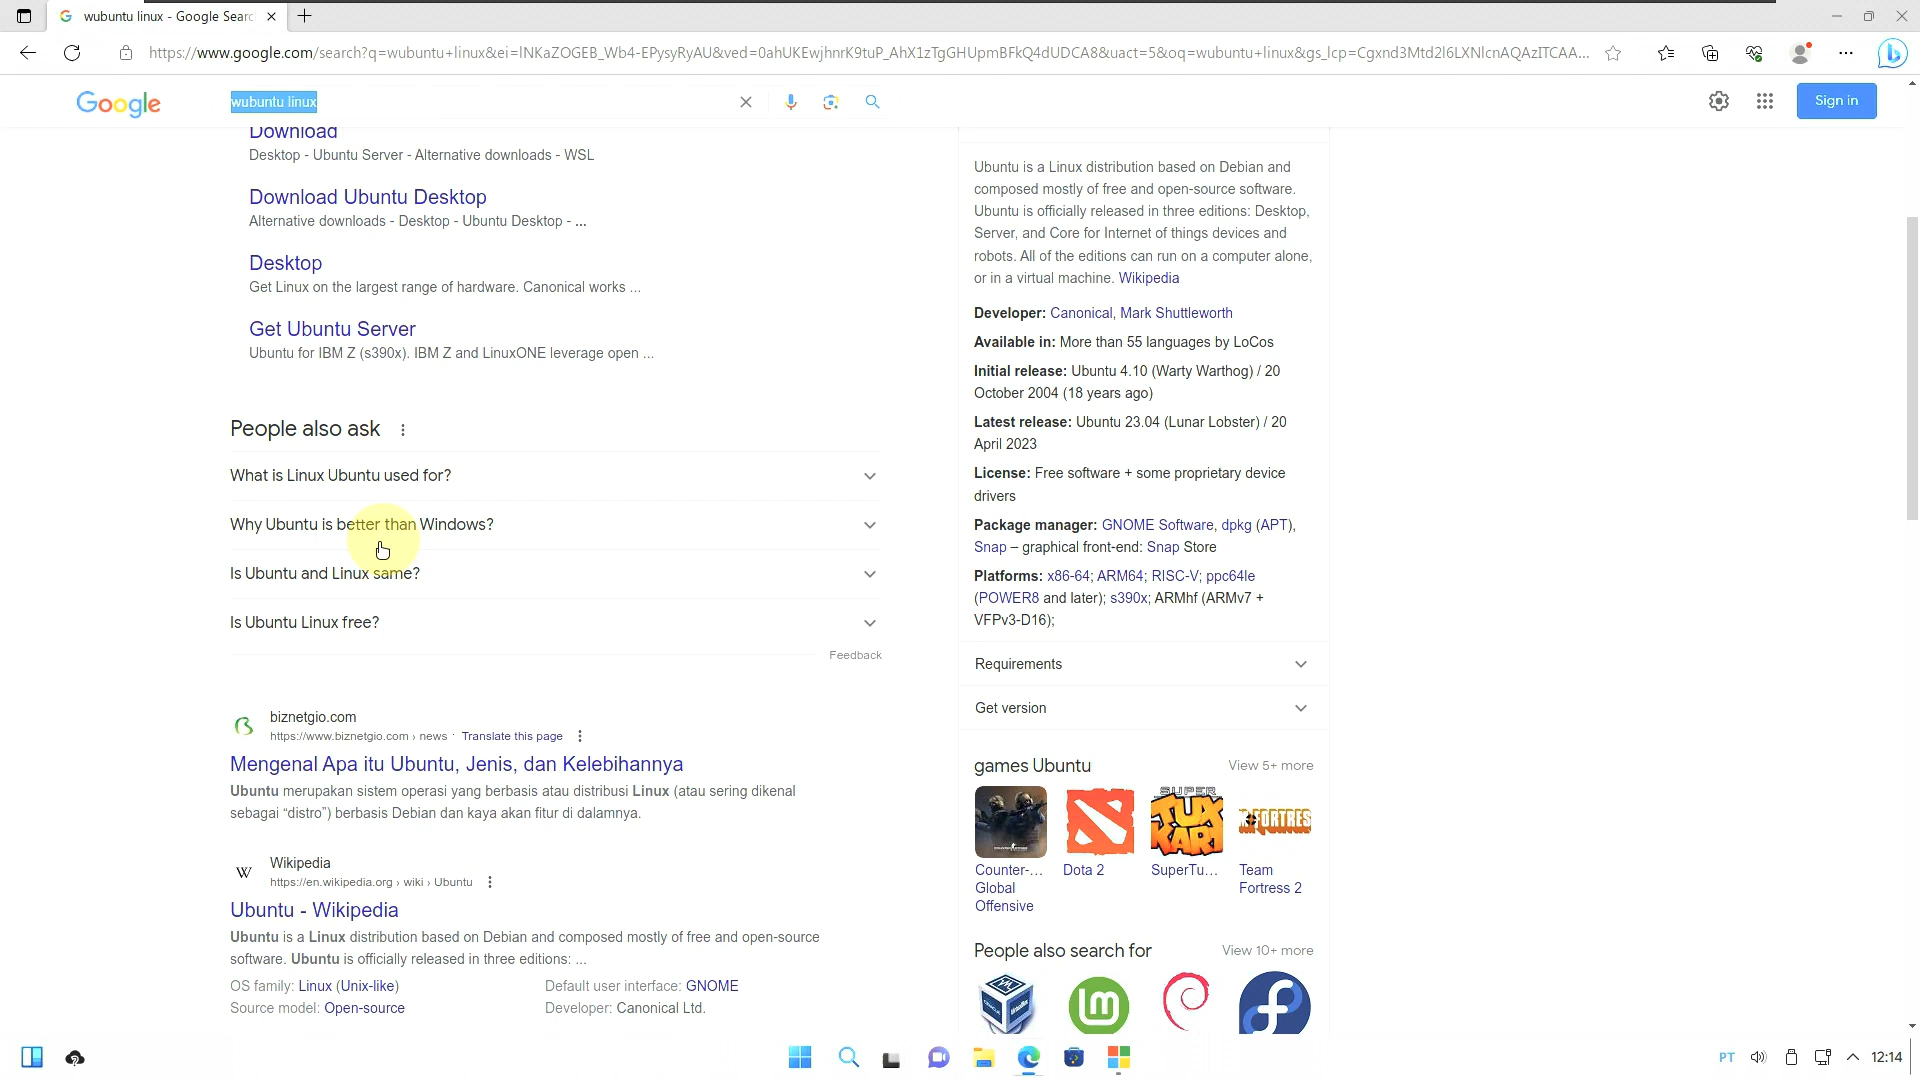 wubuntu linux - Google Searc
https://www.google.com/search?q=wubuntu+linux&ei=lNKaZOGEB_Wb4-EPysyRyAU&ved=0ahUKEwjhnrK9tuP_AhX1zTgGHUpmBFkQ4dUDCA8&uact=5&oq=wubuntu+linux&gs_lcp=Cgxnd3Mtd2l6LXNlcnAQAzITCAA...
Google
wubuntu linux
Sign in
Download
Desktop - Ubuntu Server - Alternative downloads - WSL
Download Ubuntu Desktop
Alternative downloads - Desktop - Ubuntu Desktop - ...
Desktop
Get Linux on the largest range of hardware. Canonical works ...
Get Ubuntu Server
Ubuntu for IBM Z (s390x). IBM Z and LinuxONE leverage open ...
People also ask
What is Linux Ubuntu used for?
Why Ubuntu is better than Windows?
Is Ubuntu and Linux same?
Is Ubuntu Linux free?
Feedback
biznetgio.com
https://www.biznetgio.com › news · Translate this page
Mengenal Apa itu Ubuntu, Jenis, dan Kelebihannya
Ubuntu merupakan sistem operasi yang berbasis atau distribusi Linux (atau sering dikenal
sebagai “distro”) berbasis Debian dan kaya akan fitur di dalamnya.
W
Wikipedia
https://en.wikipedia.org › wiki › Ubuntu
Ubuntu - Wikipedia
Ubuntu is a Linux distribution based on Debian and composed mostly of free and open-source
software. Ubuntu is officially released in three editions: ...
OS family: Linux (Unix-like)
Default user interface: GNOME
Source model: Open-source
Developer: Canonical Ltd.
Ubuntu is a Linux distribution based on Debian and
composed mostly of free and open-source software.
Ubuntu is officially released in three editions: Desktop,
Server, and Core for Internet of things devices and
robots. All of the editions can run on a computer alone,
or in a virtual machine. Wikipedia
Developer: Canonical, Mark Shuttleworth
Available in: More than 55 languages by LoCos
Initial release: Ubuntu 4.10 (Warty Warthog) / 20
October 2004 (18 years ago)
Latest release: Ubuntu 23.04 (Lunar Lobster) / 20
April 2023
License: Free software + some proprietary device
drivers
Package manager: GNOME Software, dpkg (APT),
Snap – graphical front-end: Snap Store
Platforms: x86-64; ARM64; RISC-V; ppc64le
(POWER8 and later); s390x; ARMhf (ARMv7 +
VFPv3-D16);
Requirements
Get version
games Ubuntu
View 5+ more
SUPER
TUX
KART
FORTRES
Counter-...
Global
Offensive
Dota 2
SuperTu...
Team
Fortress 2
People also search for
View 10+ more
PT
12:14